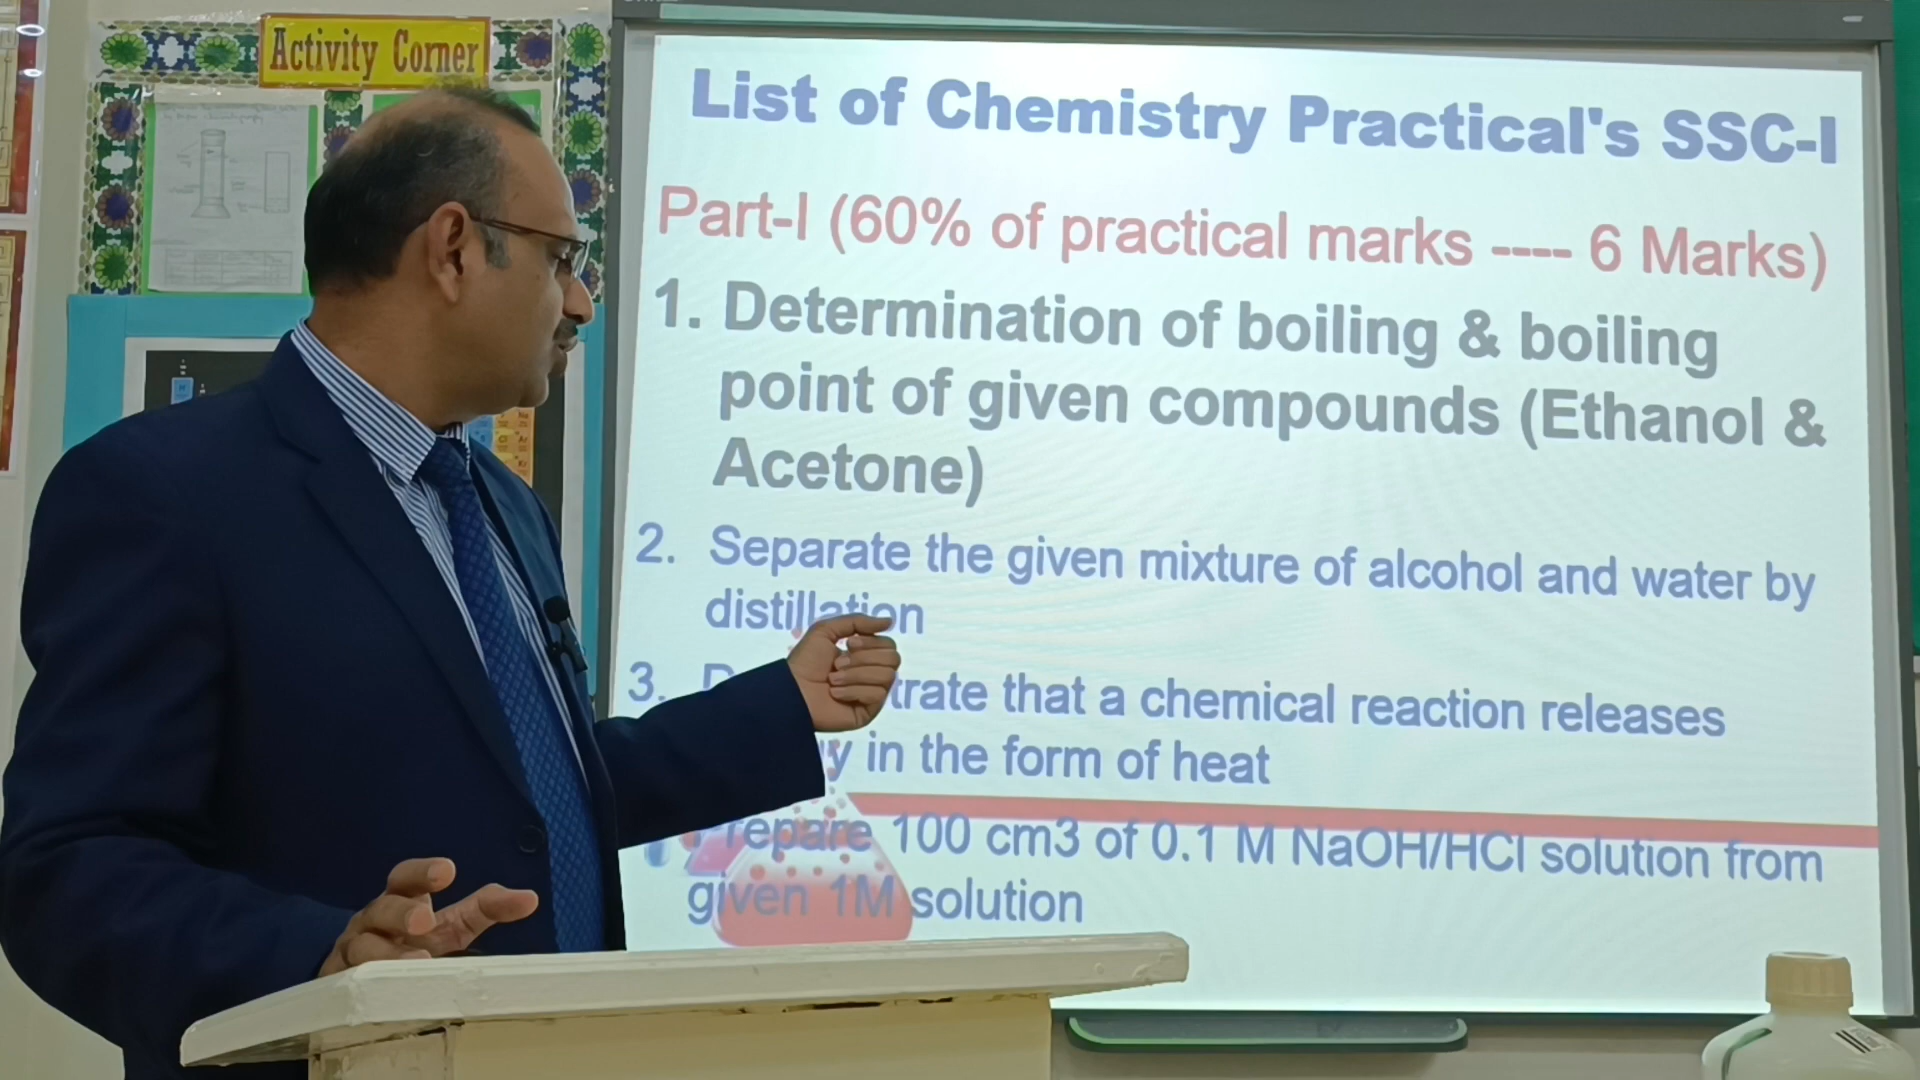 Activity Corner
List of Chemistry Practical's SSC-I
Part-I (60% of practical marks ---- 6 Marks)
1. Determination of boiling & boiling
point of given compounds (Ethanol &
Acetone)
2. Separate the given mixture of alcohol and water by
distillation
3. that a chemical reaction releases
in the form of heat
Prepare 100 cm3 of 0.1 M NaOH/HCl solution from
given 1M solution